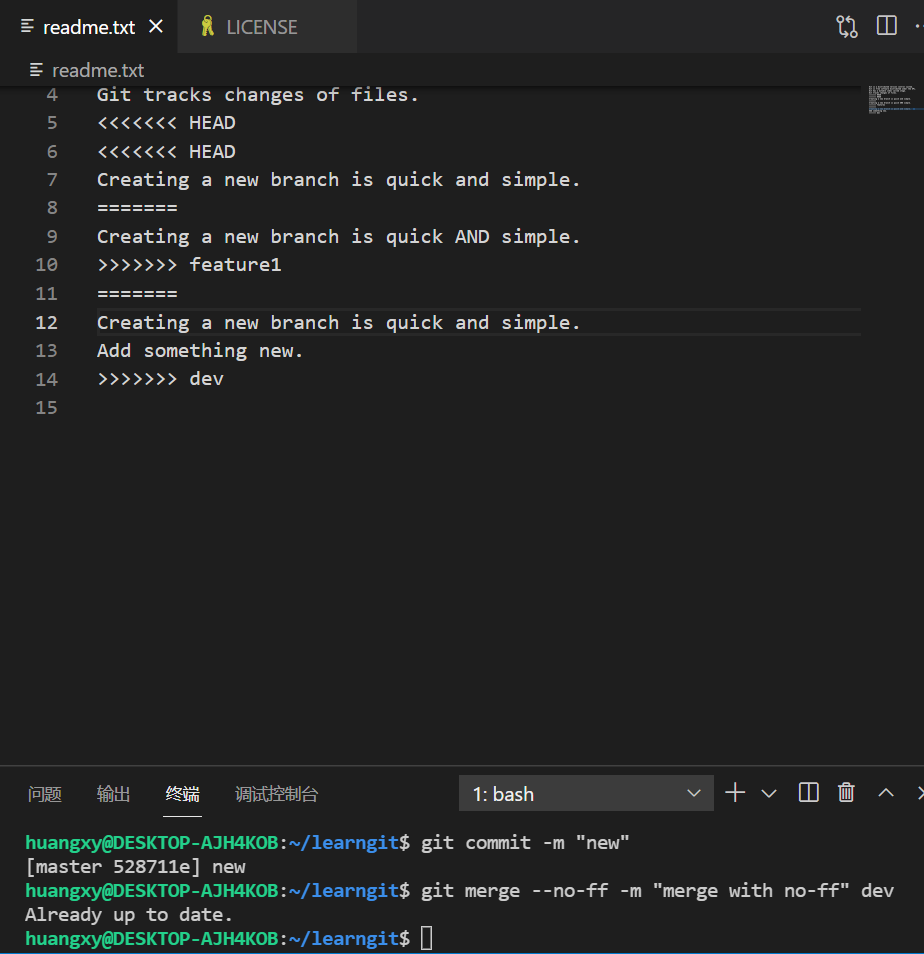 readme.txt
LICENSE
readme.txt
4 Git tracks changes of files.
5 <<<<<<< HEAD
6 <<<<<<< HEAD
7 Creating a new branch is quick and simple.
8 =======
9 Creating a new branch is quick AND simple.
10 >>>>>>> feature1
11 =======
12 Creating a new branch is quick and simple.
13 Add something new.
14 >>>>>>> dev
15
问题 输出 终端 调试控制台 1: bash
huangxy@DESKTOP-AJH4KOB:~/learngit$ git commit -m "new"
[master 528711e] new
huangxy@DESKTOP-AJH4KOB:~/learngit$ git merge --no-ff -m "merge with no-ff" dev
Already up to date.
huangxy@DESKTOP-AJH4KOB:~/learngit$